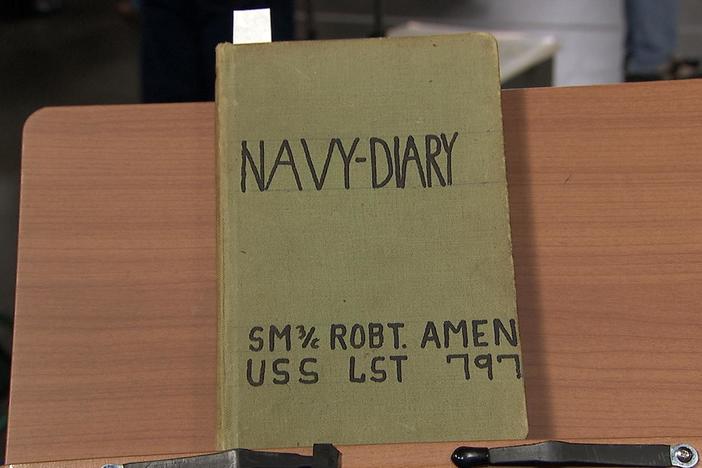 NAVY-DIARY
SM 3/c ROBT. AMEN
USS LST 797